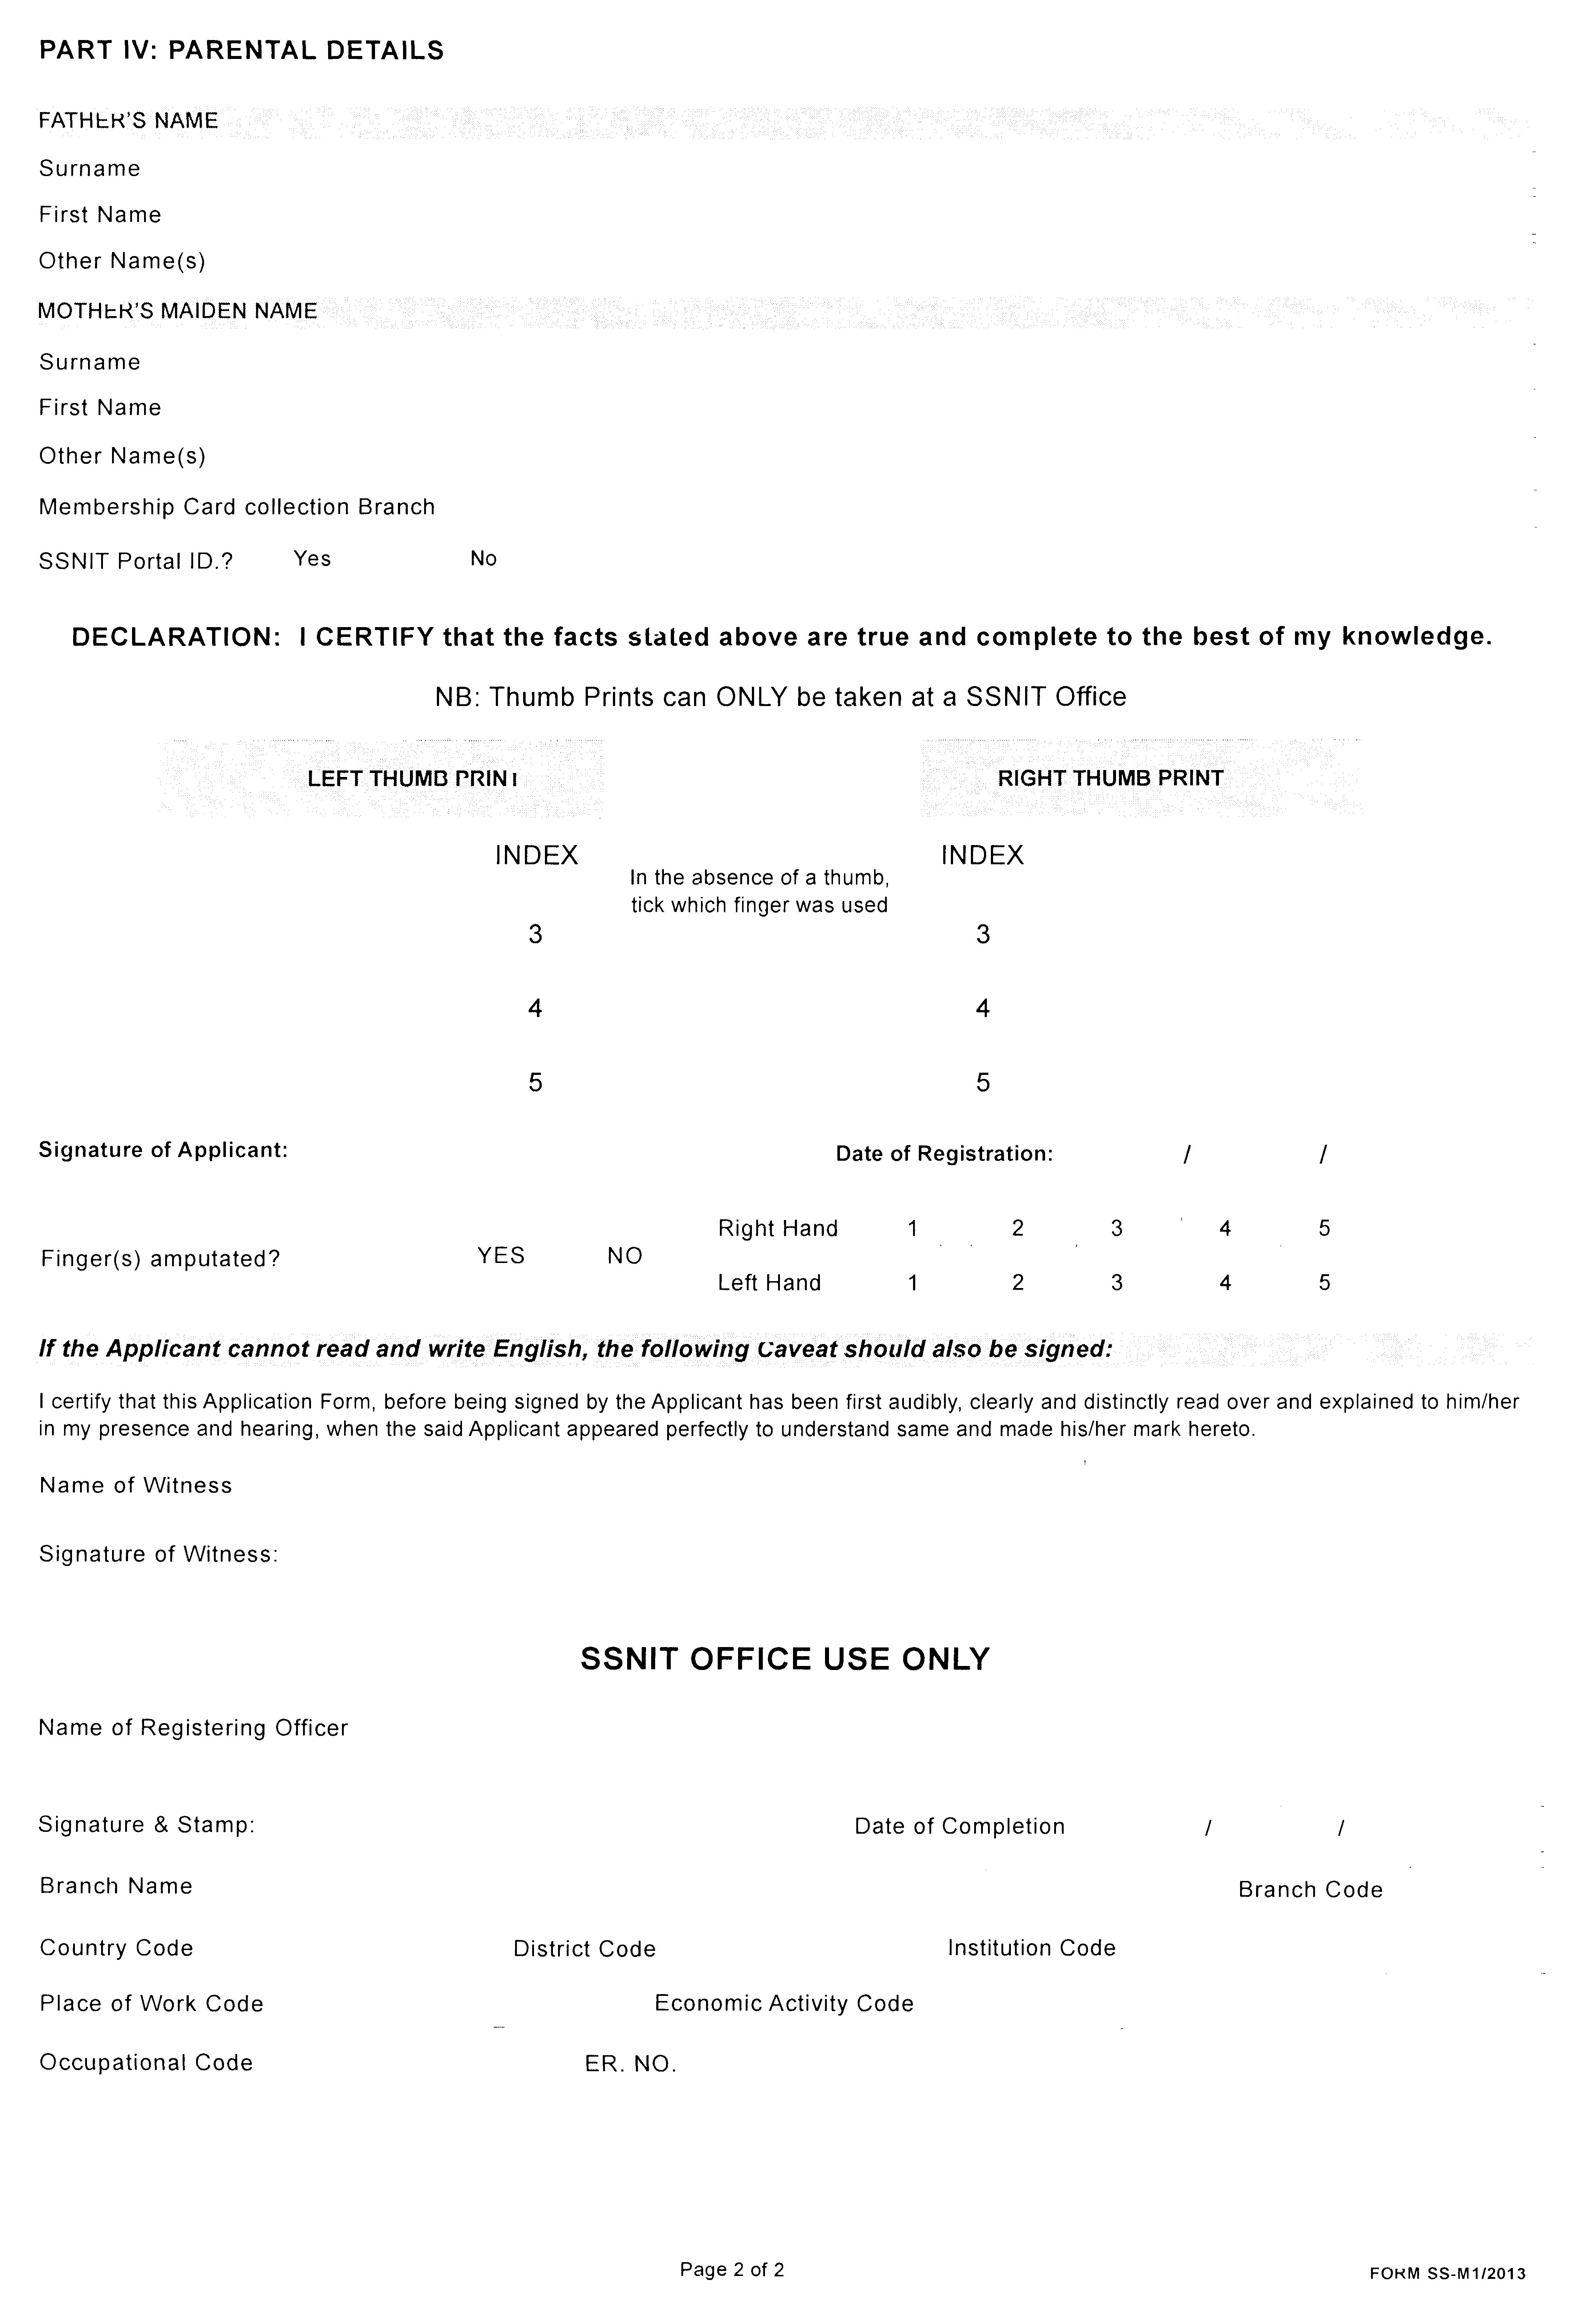 PART IV: PARENTAL DETAILS
FATHER'S NAME
Surname
First Name
Other Name(s)
MOTHER'S MAIDEN NAME
Surname
First Name
Other Name(s)
Membership Card collection Branch
SSNIT Portal ID.? Yes No
DECLARATION: I CERTIFY that the facts stated above are true and complete to the best of my knowledge.
NB: Thumb Prints can ONLY be taken at a SSNIT Office
LEFT THUMB PRINT RIGHT THUMB PRINT
INDEX INDEX
In the absence of a thumb,
tick which finger was used
3 3
4 4
5 5
Signature of Applicant: Date of Registration: / /
Right Hand 1 2 3 4 5
Finger(s) amputated? YES NO
Left Hand 1 2 3 4 5
If the Applicant cannot read and write English, the following Caveat should also be signed:
I certify that this Application Form, before being signed by the Applicant has been first audibly, clearly and distinctly read over and explained to him/her
in my presence and hearing, when the said Applicant appeared perfectly to understand same and made his/her mark hereto.
Name of Witness
Signature of Witness:
SSNIT OFFICE USE ONLY
Name of Registering Officer
Signature & Stamp: Date of Completion / /
Branch Name Branch Code
Country Code District Code Institution Code
Place of Work Code Economic Activity Code
Occupational Code ER. NO.
Page 2 of 2 FORM SS-M1/2013